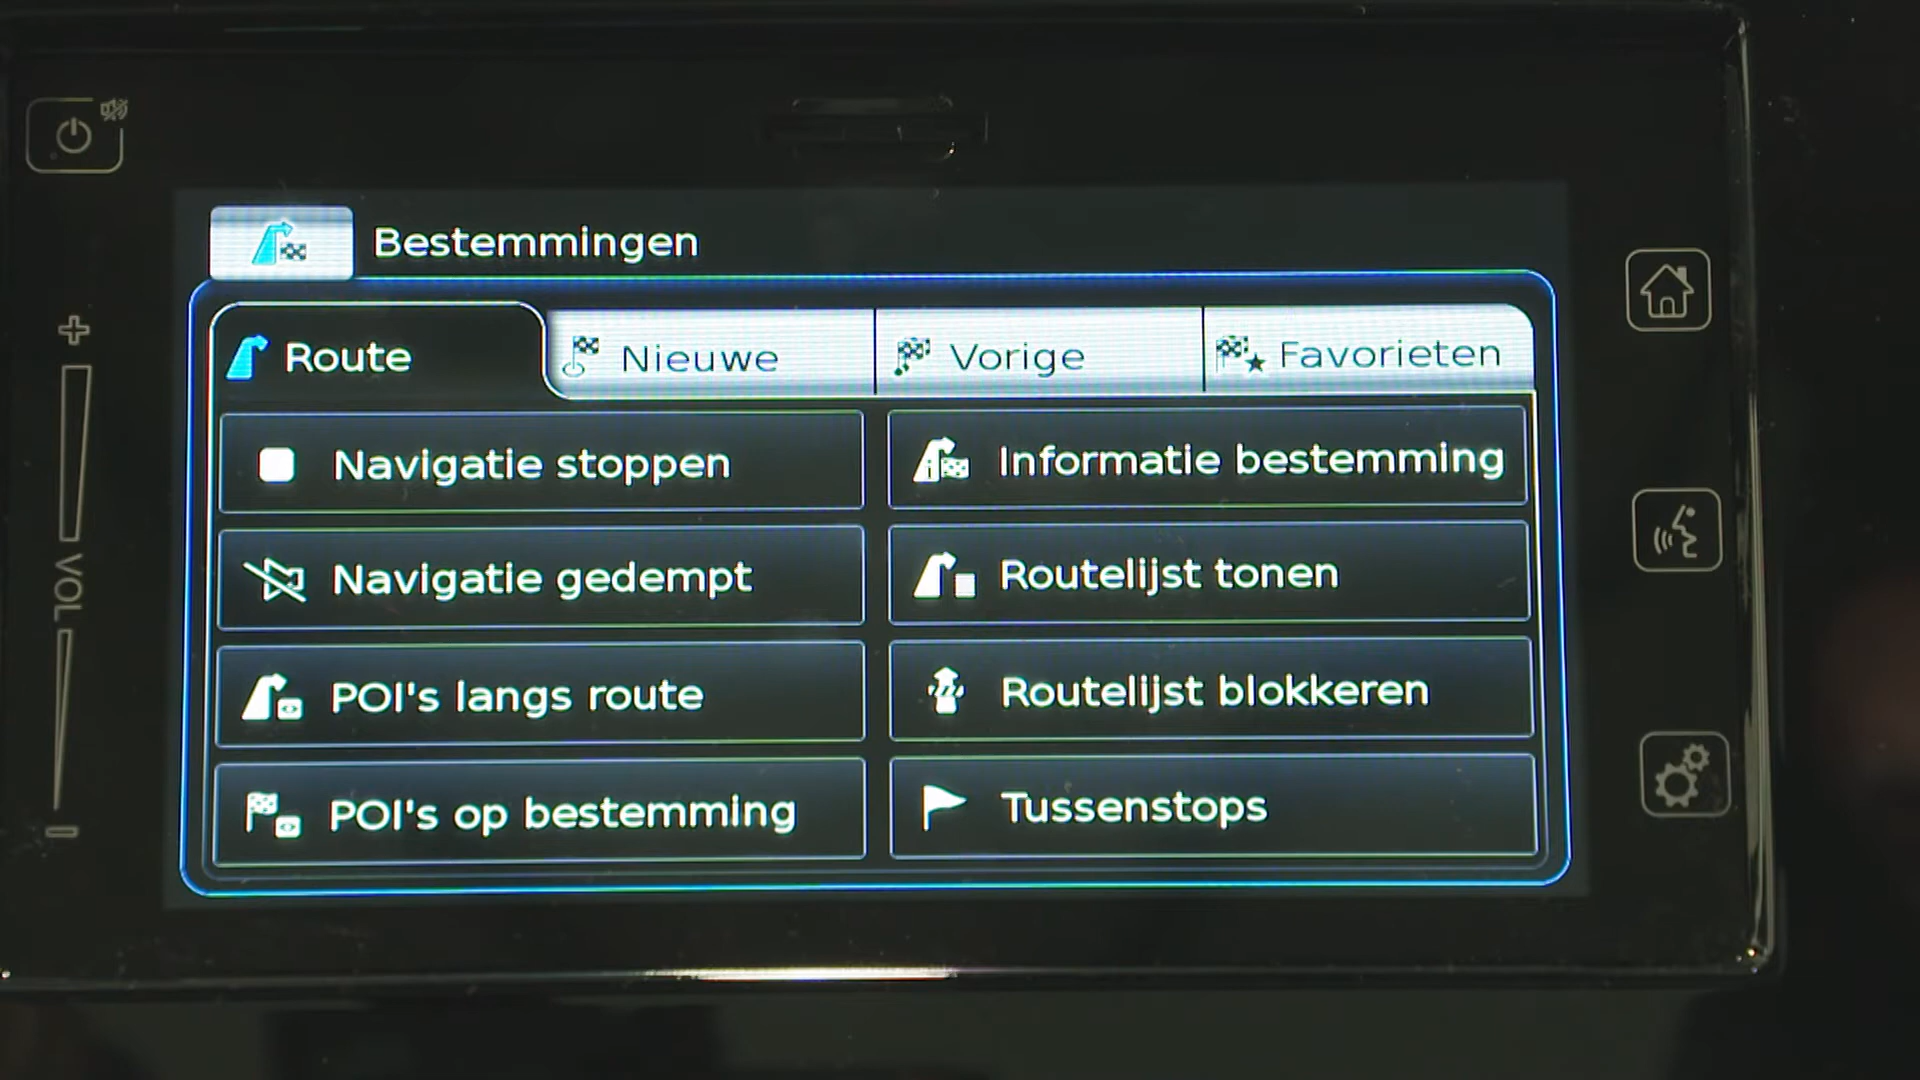 Bestemmingen
Route
Nieuwe
Vorige
Favorieten
Navigatie stoppen
Informatie bestemming
Navigatie gedempt
Routelijst tonen
POI's langs route
Routelijst blokkeren
POI's op bestemming
Tussenstops
VOL